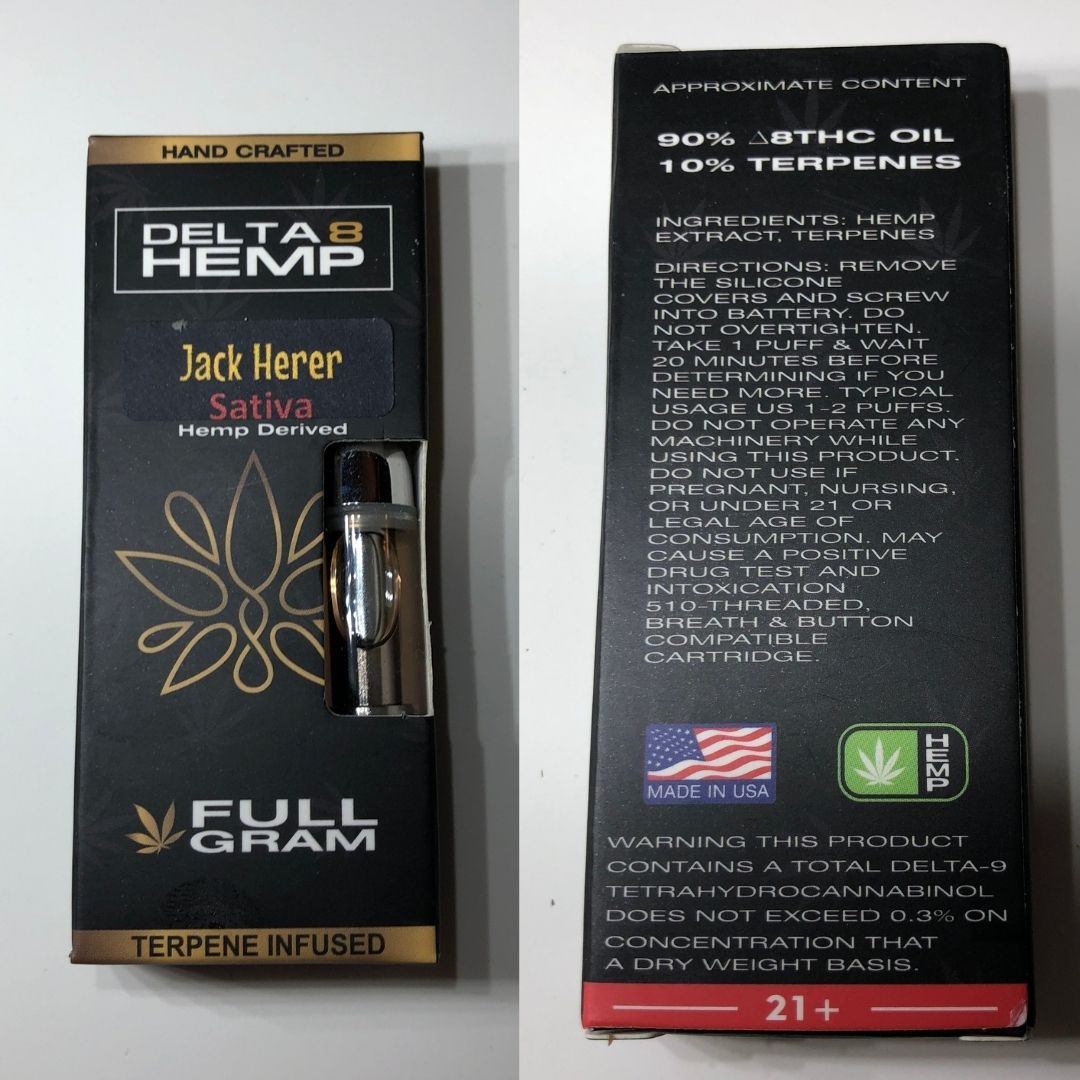 HAND CRAFTED
DELTA 8
HEMP
Jack Herer
Sativa
Hemp Derived
FULL
GRAM
TERPENE INFUSED
APPROXIMATE CONTENT
90% Δ8THC OIL
10% TERPENES
INGREDIENTS: HEMP
EXTRACT, TERPENES
DIRECTIONS: REMOVE
THE SILICONE
COVERS AND SCREW
INTO BATTERY. DO
NOT OVERTIGHTEN.
TAKE 1 PUFF & WAIT
20 MINUTES BEFORE
DETERMINING IF YOU
NEED MORE. TYPICAL
USAGE US 1-2 PUFFS.
DO NOT OPERATE ANY
MACHINERY WHILE
USING THIS PRODUCT.
DO NOT USE IF
PREGNANT, NURSING,
OR UNDER 21 OR
LEGAL AGE OF
CONSUMPTION. MAY
CAUSE A POSITIVE
DRUG TEST AND
INTOXICATION
510-THREADED,
BREATH & BUTTON
COMPATIBLE
CARTRIDGE.
MADE IN USA
HEMP
WARNING THIS PRODUCT
CONTAINS A TOTAL DELTA-9
TETRAHYDROCANNABINOL
DOES NOT EXCEED 0.3% ON
CONCENTRATION THAT
A DRY WEIGHT BASIS.
21+